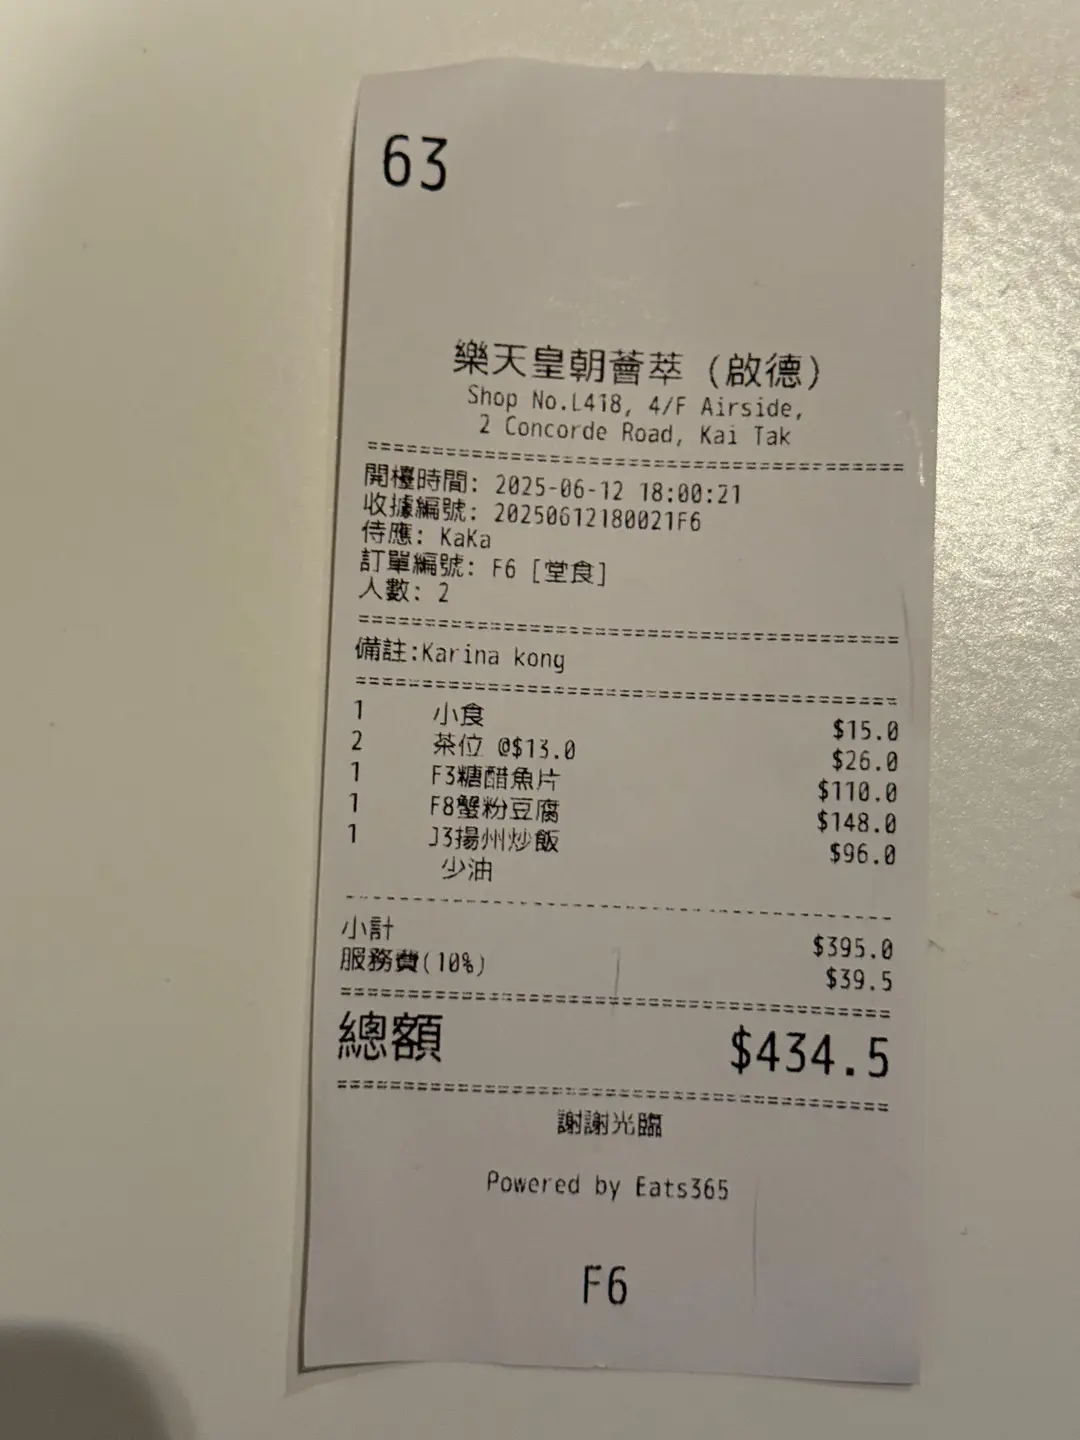 63
樂天皇朝薈萃 (啟德)
Shop No.L418, 4/F Airside,
2 Concorde Road, Kai Tak
開檯時間: 2025-06-12 18:00:21
收據編號: 20250612180021F6
侍應: KaKa
訂單編號: F6 [堂食]
人數: 2
備註:Karina kong
1 小食 $15.0
2 茶位 @$13.0 $26.0
1 F3糖醋魚片 $110.0
1 F8蟹粉豆腐 $148.0
1 J3揚州炒飯 $96.0
少油
小計 $395.0
服務費(10%) $39.5
總額 $434.5
謝謝光臨
Powered by Eats365
F6